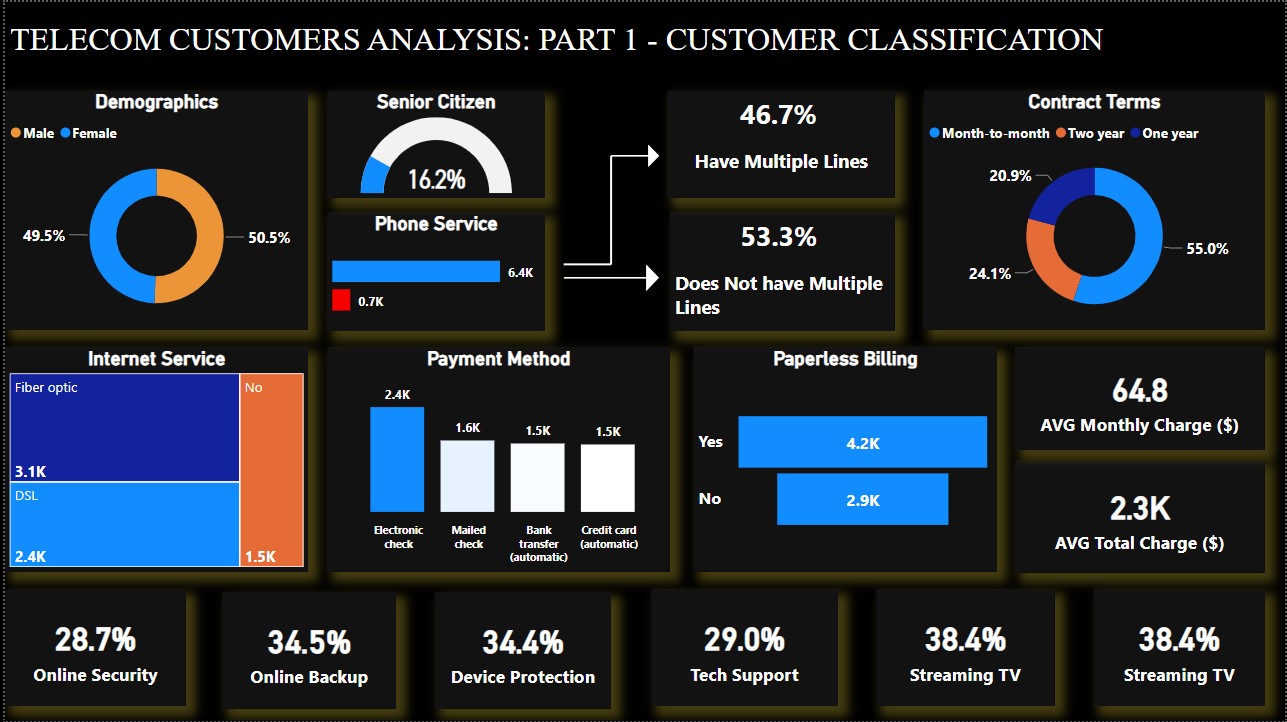 TELECOM CUSTOMERS ANALYSIS: PART 1 - CUSTOMER CLASSIFICATION
Demographics
Male Female
49.5%
50.5%
Senior Citizen
16.2%
Phone Service
6.4K
0.7K
46.7%
Have Multiple Lines
53.3%
Does Not have Multiple
Lines
Contract Terms
Month-to-month Two year One year
20.9%
55.0%
24.1%
Internet Service
Fiber optic
3.1K
DSL
2.4K
No
1.5K
Payment Method
2.4K
1.6K
1.5K
1.5K
Electronic
check
Mailed
check
Bank
transfer
(automatic)
Credit card
(automatic)
Paperless Billing
Yes
4.2K
No
2.9K
64.8
AVG Monthly Charge ($)
2.3K
AVG Total Charge ($)
28.7%
Online Security
34.5%
Online Backup
34.4%
Device Protection
29.0%
Tech Support
38.4%
Streaming TV
38.4%
Streaming TV